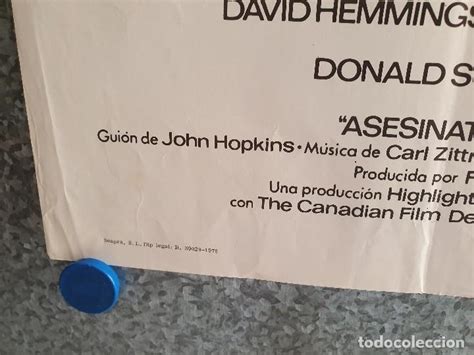 DAVID HEMMINGS
DONALD S
"ASESINAT
Guión de John Hopkins · Música de Carl Zittr
Producida por F
Una producción Highlight
con The Canadian Film De
todocoleccion